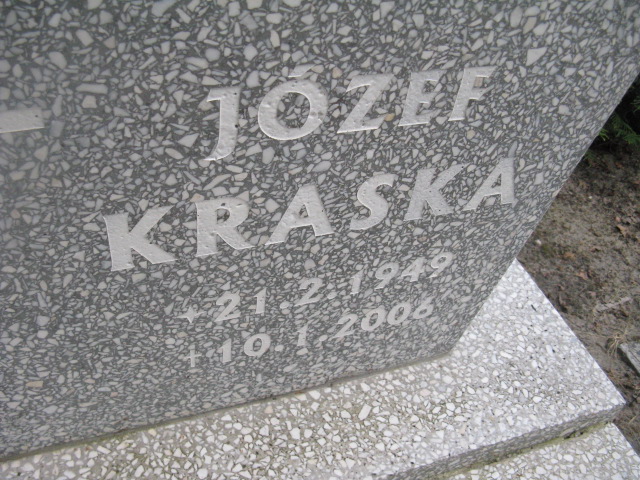 JÓZEF
KRASKA
*21.2.1949
+10.1.2006